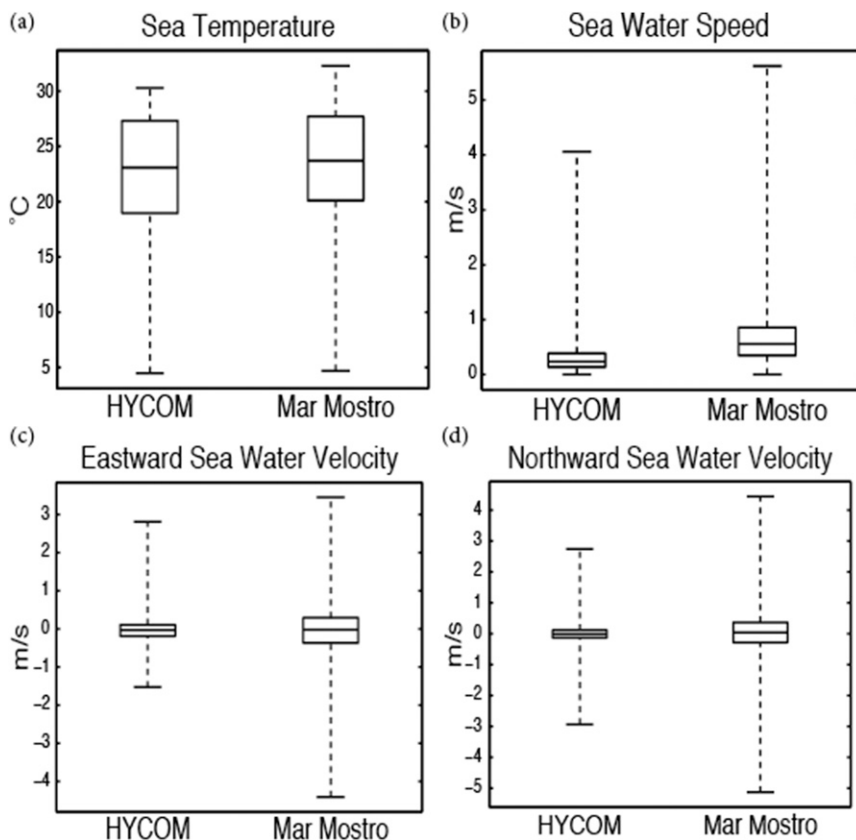 (a) Sea Temperature
30
25
20
15
10
5
°C
HYCOM Mar Mostro
(b) Sea Water Speed
5
4
3
2
1
0
m/s
HYCOM Mar Mostro
(c)
Eastward Sea Water Velocity
3
2
1
0
−1
−2
−3
−4
m/s
HYCOM Mar Mostro
(d)
Northward Sea Water Velocity
4
3
2
1
0
−1
−2
−3
−4
−5
m/s
HYCOM Mar Mostro